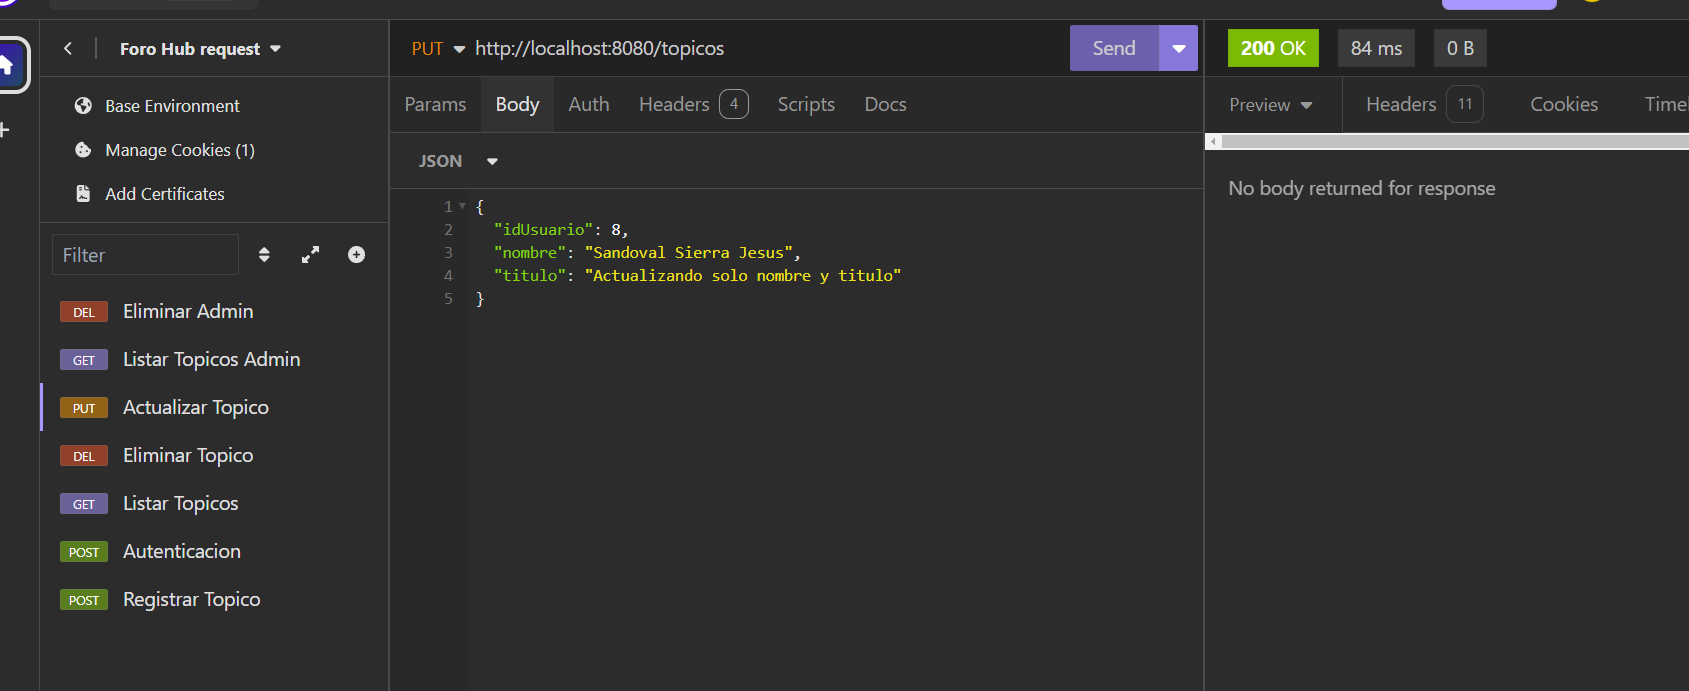 Foro Hub request
Base Environment
Manage Cookies (1)
Add Certificates
Filter
DEL Eliminar Admin
GET Listar Topicos Admin
PUT Actualizar Topico
DEL Eliminar Topico
GET Listar Topicos
POST Autenticacion
POST Registrar Topico
PUT http://localhost:8080/topicos Send
Params Body Auth Headers 4 Scripts Docs
JSON
1 {
2 "idUsuario": 8,
3 "nombre": "Sandoval Sierra Jesus",
4 "titulo": "Actualizando solo nombre y titulo"
5 }
200 OK 84 ms 0 B
Preview Headers 11 Cookies Time
No body returned for response